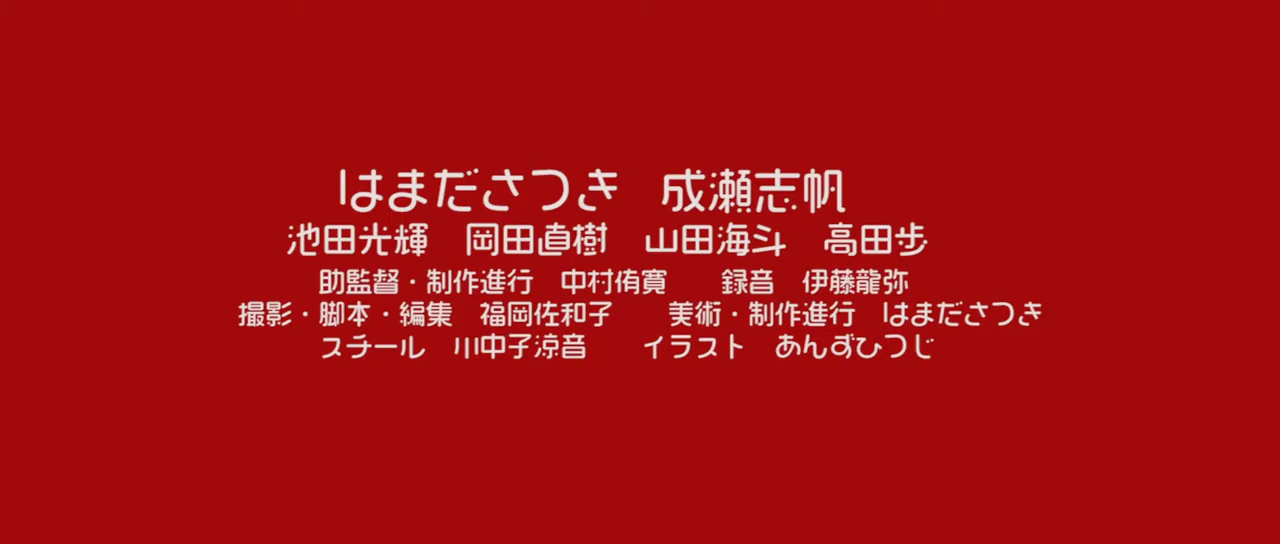 はまださつき　成瀬志帆
池田光輝　岡田直樹　山田海斗　高田歩
助監督・制作進行　中村侑寛　　録音　伊藤龍弥
撮影・脚本・編集　福岡佐和子　　美術・制作進行　はまださつき
スチール　川中子涼音　　イラスト　あんずひつじ